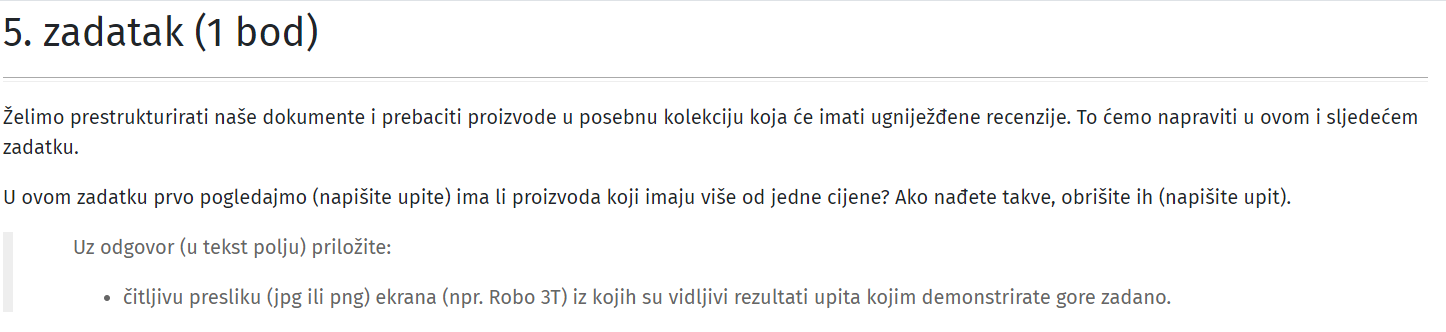 5. zadatak (1 bod)
Želimo prestrukturirati naše dokumente i prebaciti proizvode u posebnu kolekciju koja će imati ugniježđene recenzije. To ćemo napraviti u ovom i sljedećem
zadatku.
U ovom zadatku prvo pogledajmo (napišite upite) ima li proizvoda koji imaju više od jedne cijene? Ako nađete takve, obrišite ih (napišite upit).
Uz odgovor (u tekst polju) priložite:
• čitljivu presliku (jpg ili png) ekrana (npr. Robo 3T) iz kojih su vidljivi rezultati upita kojim demonstrirate gore zadano.